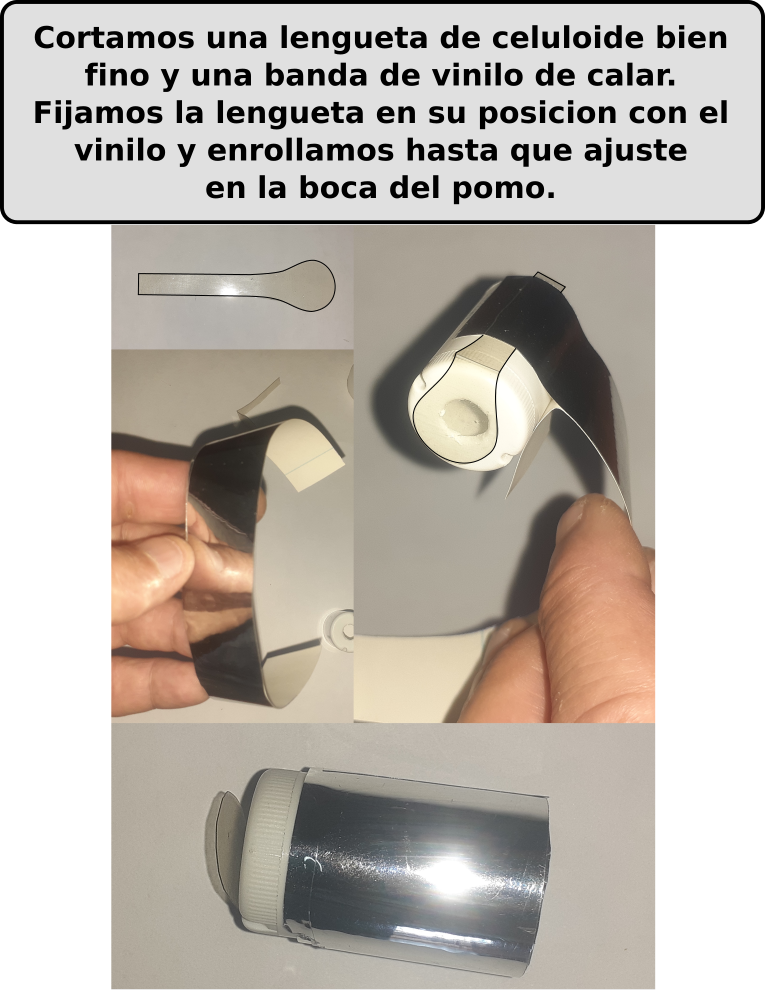 Cortamos una lengueta de celuloide bien
fino y una banda de vinilo de calar.
Fijamos la lengueta en su posicion con el
vinilo y enrollamos hasta que ajuste
en la boca del pomo.